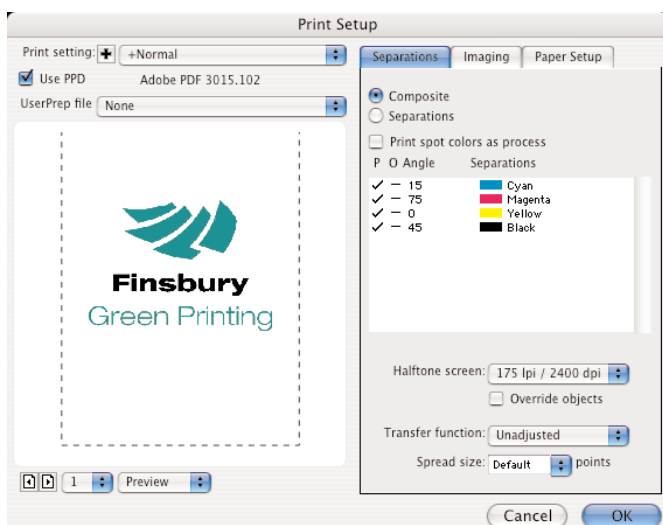 Print Setup
Print setting: +Normal
Use PPD Adobe PDF 3015.102
UserPrep file None
Finsbury
Green Printing
1 Preview
Separations Imaging Paper Setup
Composite
Separations
Print spot colors as process
P O Angle Separations
15 Cyan
75 Magenta
0 Yellow
45 Black
Halftone screen: 175 lpi / 2400 dpi
Override objects
Transfer function: Unadjusted
Spread size: Default points
Cancel OK